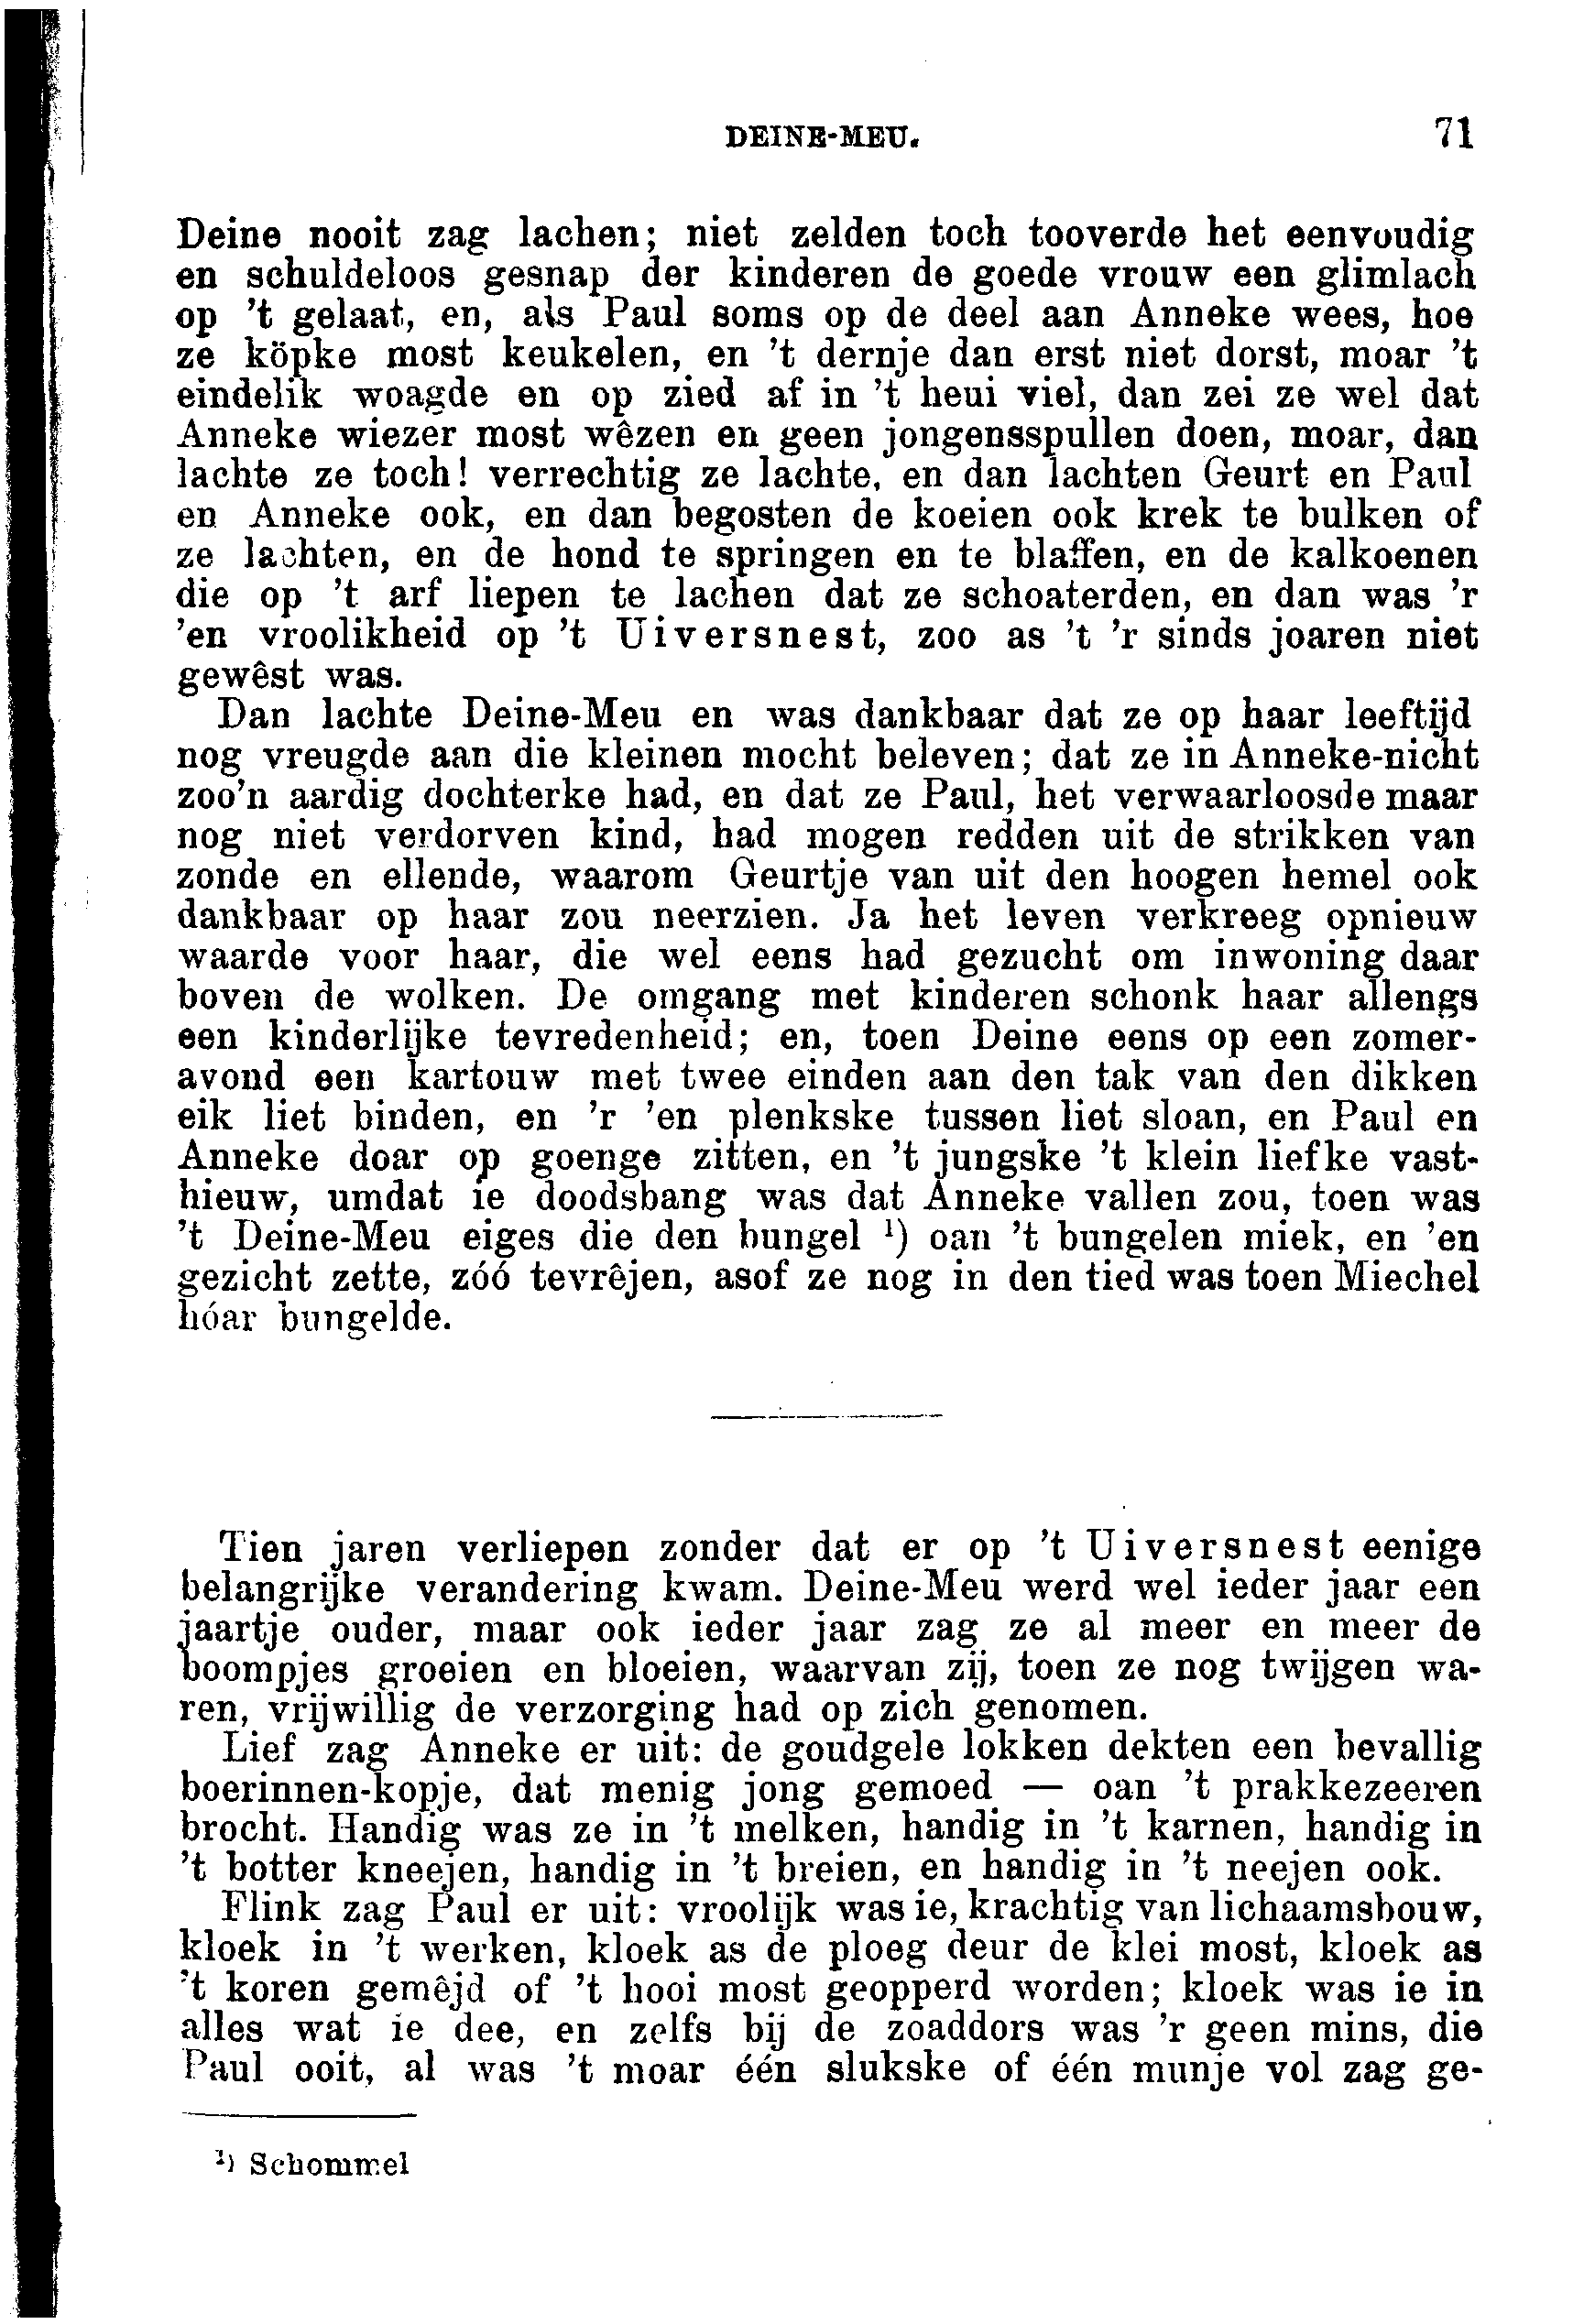 DEINE-MEU. 71
Deine nooit zag lachen; niet zelden toch tooverde het eenvoudig
en schuldeloos gesnap der kinderen de goede vrouw een glimlach
op 't gelaat, en, als Paul soms op de deel aan Anneke wees, hoe
ze köpke most keukelen, en 't dernje dan erst niet dorst, moar 't
eindelik woagde en op zied af in 't heui viel, dan zei ze wel dat
Anneke wiezer most wêzen en geen jongensspullen doen, moar, dan
lachte ze toch! verrechtig ze lachte, en dan lachten Geurt en Paul
en Anneke ook, en dan begosten de koeien ook krek te bulken of
ze lachten, en de hond te springen en te blaffen, en de kalkoenen
die op 't arf liepen te lachen dat ze schoaterden, en dan was 'r
'en vroolikheid op 't Uiversnest, zoo as 't 'r sinds joaren niet
gewêst was.
Dan lachte Deine-Meu en was dankbaar dat ze op haar leeftijd
nog vreugde aan die kleinen mocht beleven; dat ze in Anneke-nicht
zoo'n aardig dochterke had, en dat ze Paul, het verwaarloosde maar
nog niet verdorven kind, had mogen redden uit de strikken van
zonde en ellende, waarom Geurtje van uit den hoogen hemel ook
dankbaar op haar zou neerzien. Ja het leven verkreeg opnieuw
waarde voor haar, die wel eens had gezucht om inwoning daar
boven de wolken. De omgang met kinderen schonk haar allengs
een kinderlijke tevredenheid; en, toen Deine eens op een zomer-
avond een kartouw met twee einden aan den tak van den dikken
eik liet binden, en 'r 'en plenkske tussen liet sloan, en Paul en
Anneke doar op goenge zitten, en 't jungske 't klein liefke vast-
hieuw, umdat ie doodsbang was dat Anneke vallen zou, toen was
't Deine-Meu eiges die den bungel ¹) oan 't bungelen miek, en 'en
gezicht zette, zóó tevrêjen, asof ze nog in den tied was toen Miechel
hóar bungelde.
Tien jaren verliepen zonder dat er op 't Uiversnest eenige
belangrijke verandering kwam. Deine-Meu werd wel ieder jaar een
jaartje ouder, maar ook ieder jaar zag ze al meer en meer de
boompjes groeien en bloeien, waarvan zij, toen ze nog twijgen wa-
ren, vrijwillig de verzorging had op zich genomen.
Lief zag Anneke er uit: de goudgele lokken dekten een bevallig
boerinnen-kopje, dat menig jong gemoed — oan 't prakkezeeren
brocht. Handig was ze in 't melken, handig in 't karnen, handig in
't botter kneejen, handig in 't breien, en handig in 't neejen ook.
Flink zag Paul er uit: vroolijk was ie, krachtig van lichaamsbouw,
kloek in 't werken, kloek as de ploeg deur de klei most, kloek as
't koren gemêjd of 't hooi most geopperd worden; kloek was ie in
alles wat ie dee, en zelfs bij de zoaddors was 'r geen mins, die
Paul ooit, al was 't moar één slukske of één munje vol zag ge-
¹) Schommel